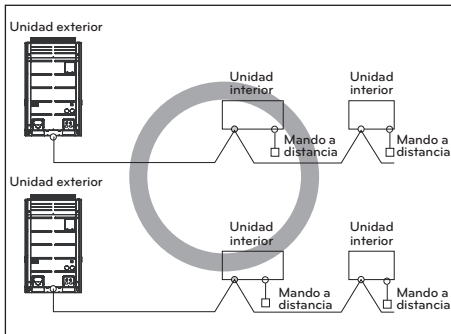 Unidad exterior
Unidad
interior
Unidad
interior
Mando a
distancia
Mando a
distancia
Unidad exterior
Unidad
interior
Unidad
interior
Mando a
distancia
Mando a
distancia